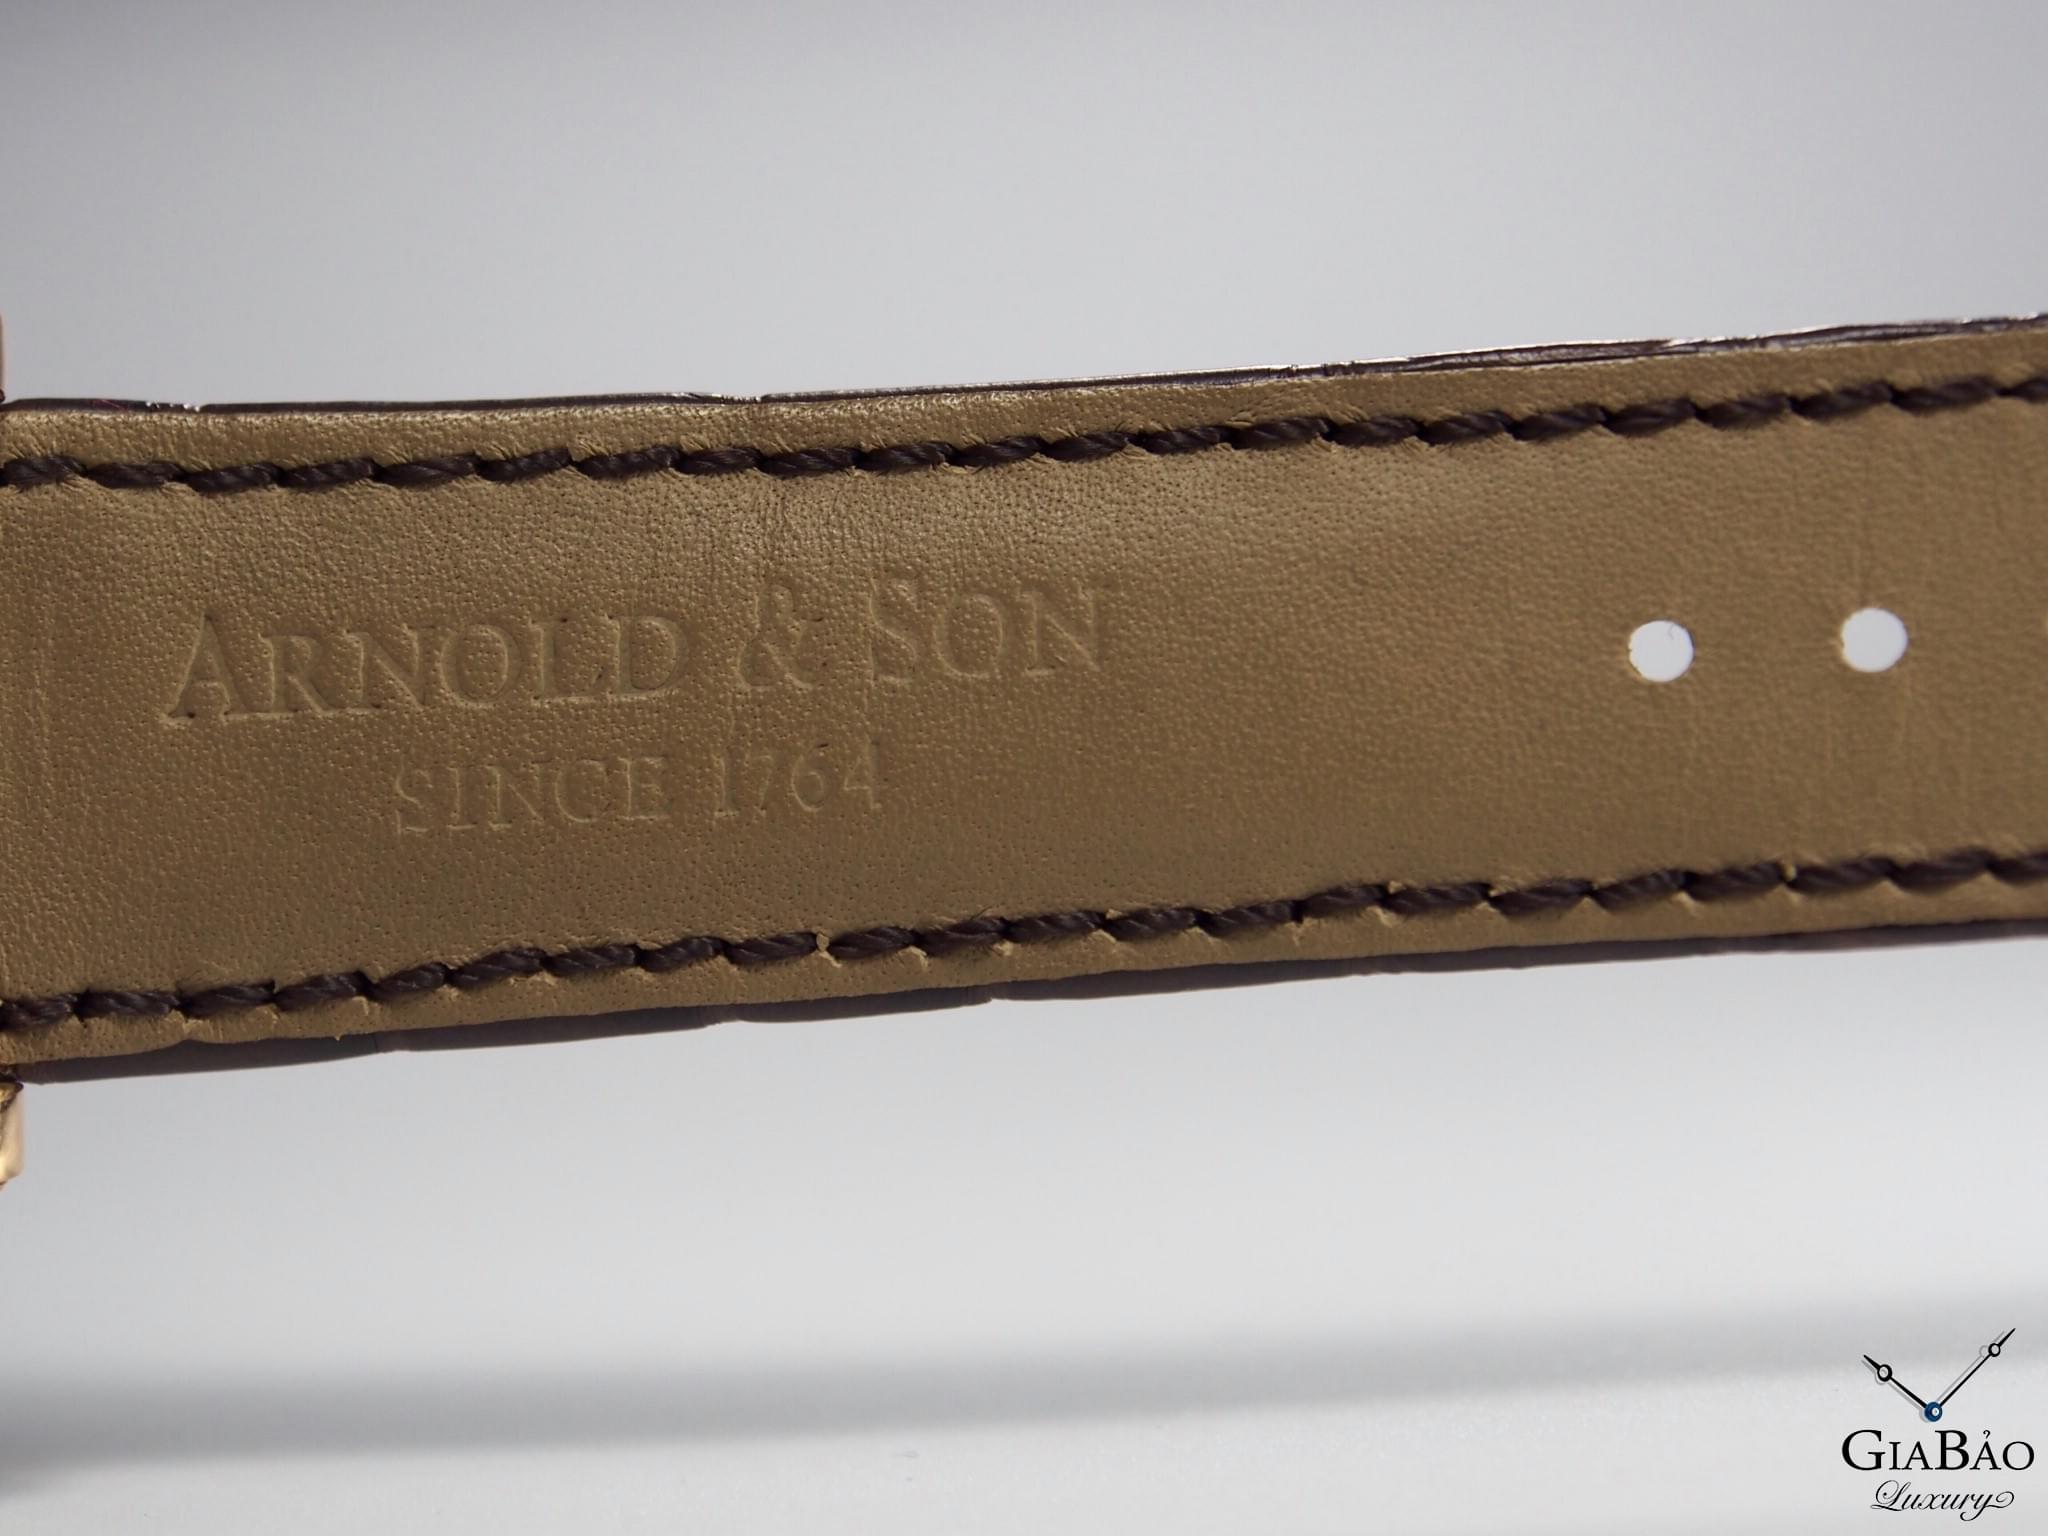 ARNOLD & SON
SINCE 1764
GIABẢO
Luxury